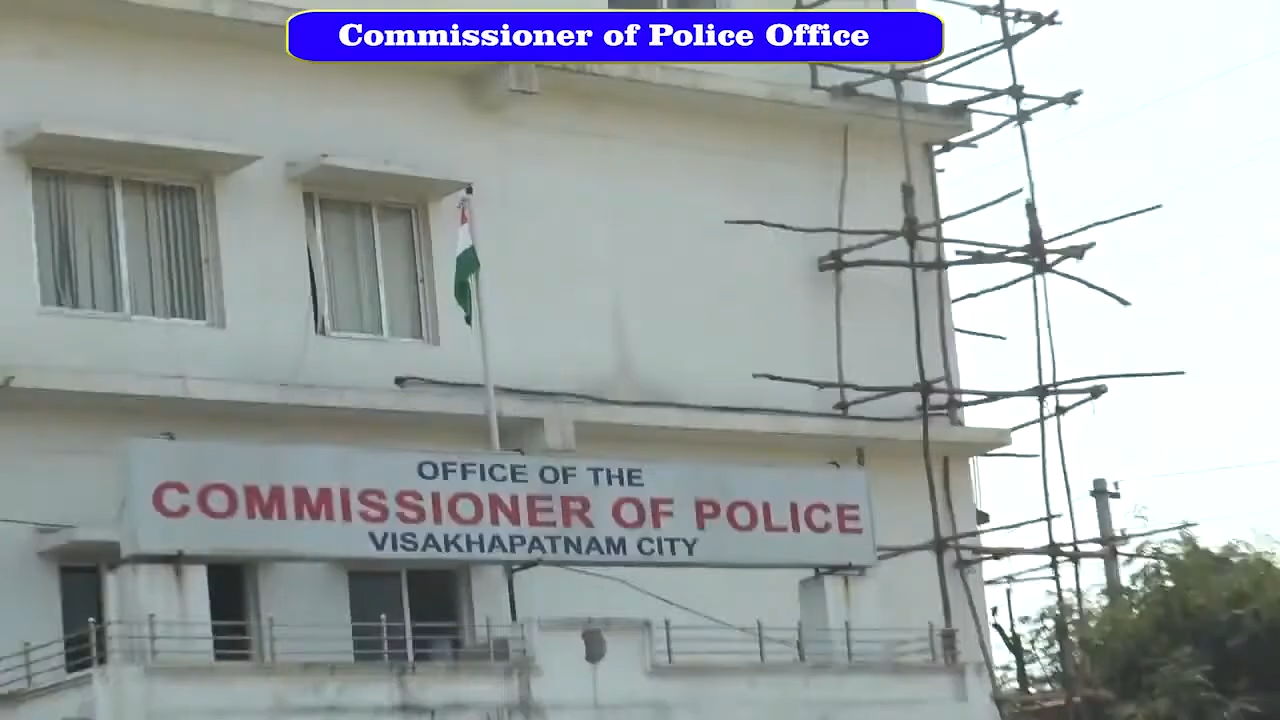 Commissioner of Police Office
OFFICE OF THE
COMMISSIONER OF POLICE
VISAKHAPATNAM CITY